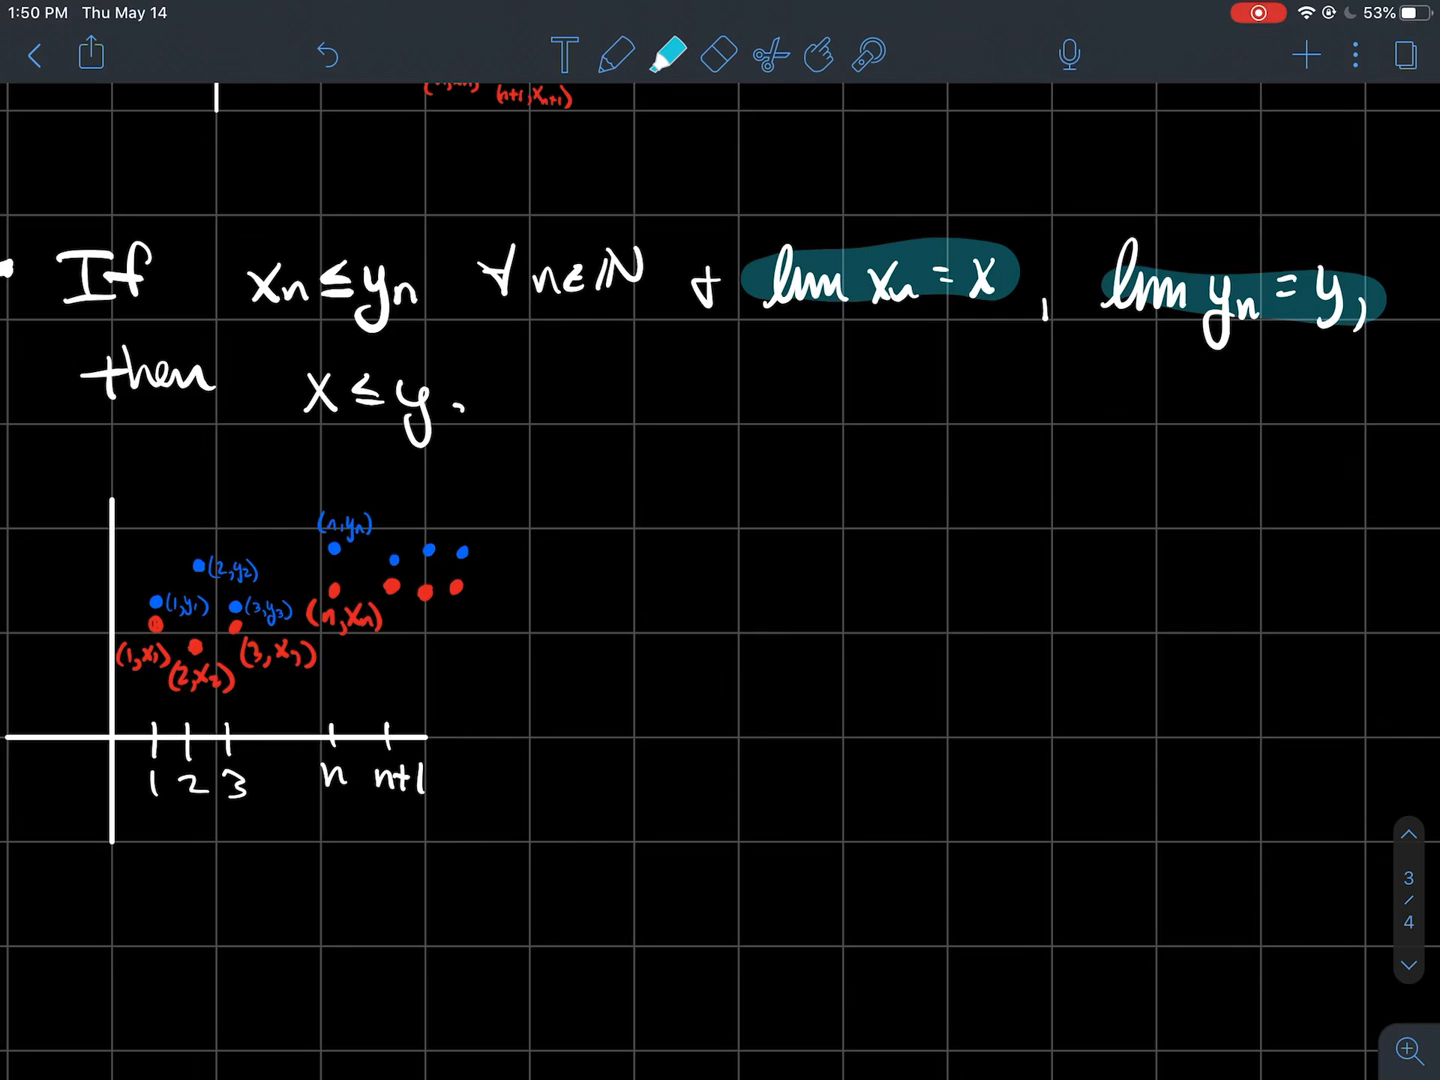 1:50 PM Thu May 14
53%
(n+1, xₙ₊₁)
• If xₙ ≤ yₙ ∀ n ∈ ℕ + lim xₙ = x, lim yₙ = y,
then x ≤ y.
(n, yₙ)
(2, y₂)
(1, y₁) (3, y₃)
(n, xₙ)
(1, x₁) (3, x₃)
(2, x₂)
1 2 3 n n+1
3
/
4